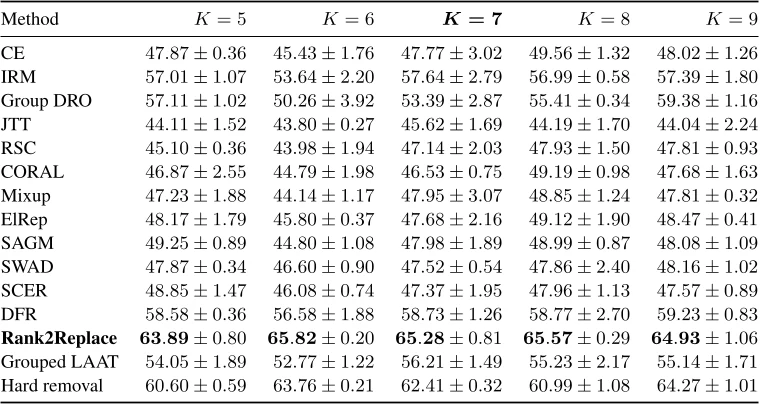 Method K = 5 K = 6 K = 7 K = 8 K = 9
CE 47.87 ± 0.36 45.43 ± 1.76 47.77 ± 3.02 49.56 ± 1.32 48.02 ± 1.26
IRM 57.01 ± 1.07 53.64 ± 2.20 57.64 ± 2.79 56.99 ± 0.58 57.39 ± 1.80
Group DRO 57.11 ± 1.02 50.26 ± 3.92 53.39 ± 2.87 55.41 ± 0.34 59.38 ± 1.16
JTT 44.11 ± 1.52 43.80 ± 0.27 45.62 ± 1.69 44.19 ± 1.70 44.04 ± 2.24
RSC 45.10 ± 0.36 43.98 ± 1.94 47.14 ± 2.03 47.93 ± 1.50 47.81 ± 0.93
CORAL 46.87 ± 2.55 44.79 ± 1.98 46.53 ± 0.75 49.19 ± 0.98 47.68 ± 1.63
Mixup 47.23 ± 1.88 44.14 ± 1.17 47.95 ± 3.07 48.85 ± 1.24 47.81 ± 0.32
ElRep 48.17 ± 1.79 45.80 ± 0.37 47.68 ± 2.16 49.12 ± 1.90 48.47 ± 0.41
SAGM 49.25 ± 0.89 44.80 ± 1.08 47.98 ± 1.89 48.99 ± 0.87 48.08 ± 1.09
SWAD 47.87 ± 0.34 46.60 ± 0.90 47.52 ± 0.54 47.86 ± 2.40 48.16 ± 1.02
SCER 48.85 ± 1.47 46.08 ± 0.74 47.37 ± 1.95 47.96 ± 1.13 47.57 ± 0.89
DFR 58.58 ± 0.36 56.58 ± 1.88 58.73 ± 1.26 58.77 ± 2.70 59.23 ± 0.83
Rank2Replace 63.89 ± 0.80 65.82 ± 0.20 65.28 ± 0.81 65.57 ± 0.29 64.93 ± 1.06
Grouped LAAT 54.05 ± 1.89 52.77 ± 1.22 56.21 ± 1.49 55.23 ± 2.17 55.14 ± 1.71
Hard removal 60.60 ± 0.59 63.76 ± 0.21 62.41 ± 0.32 60.99 ± 1.08 64.27 ± 1.01